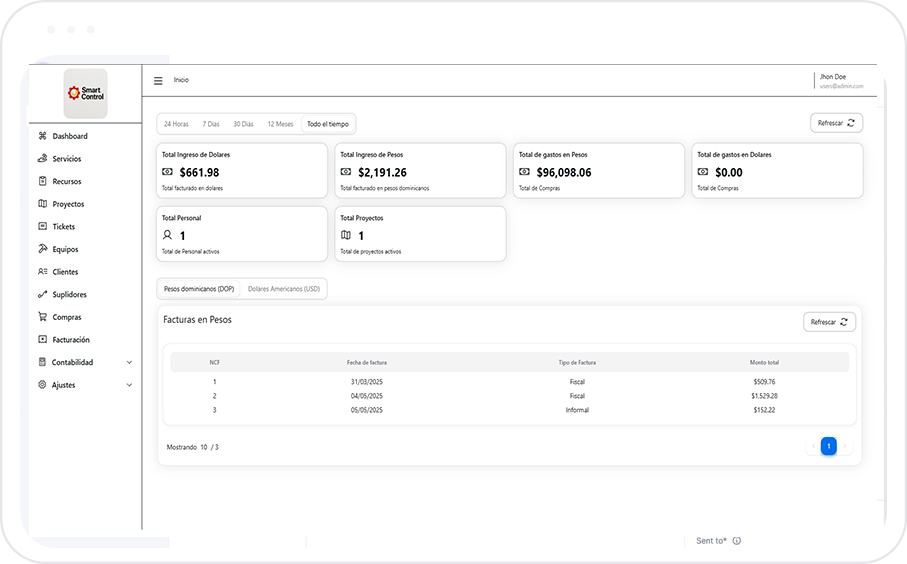 Smart
Control
Inicio
Jhon Doe
users@admin.com
Dashboard
Servicios
Recursos
Proyectos
Tickets
Equipos
Clientes
Suplidores
Compras
Facturación
Contabilidad
Ajustes
24 Horas 7 Dias 30 Dias 12 Meses Todo el tiempo
Refrescar
Total Ingreso de Dolares
$661.98
Total facturado en dolares
Total Ingreso de Pesos
$2,191.26
Total facturado en pesos dominicanos
Total de gastos en Pesos
$96,098.06
Total de Compras
Total de gastos en Dolares
$0.00
Total de Compras
Total Personal
1
Total de Personal activos
Total Proyectos
1
Total de proyectos activos
Pesos dominicanos (DOP) Dolares Americanos (USD)
Facturas en Pesos
Refrescar
NCF Fecha de factura Tipo de Factura Monto total
1 31/03/2025 Fiscal $509.76
2 04/05/2025 Fiscal $1,529.28
3 05/05/2025 Informal $152.22
Mostrando 10 / 3
1
Sent to*